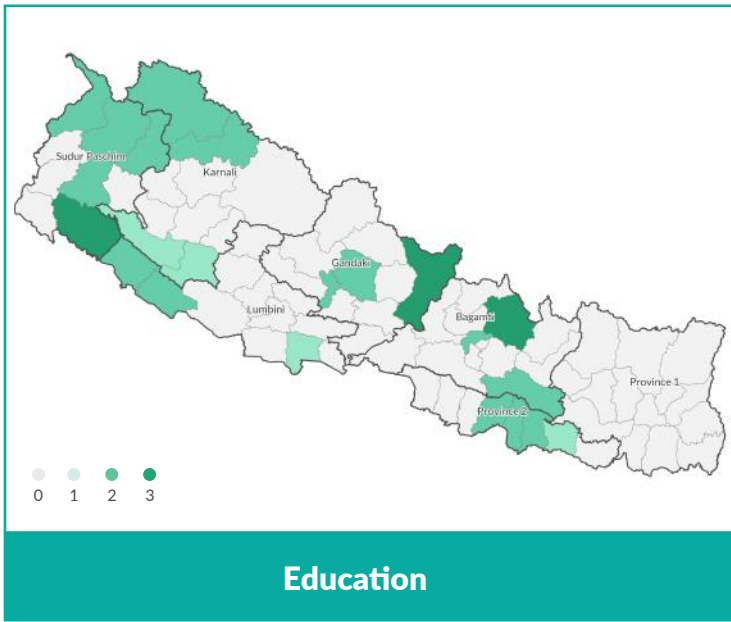 Sudur Paschim
Karnali
Gandaki
Lumbini
Bagamti
Province 1
Province 2
0 1 2 3
Education